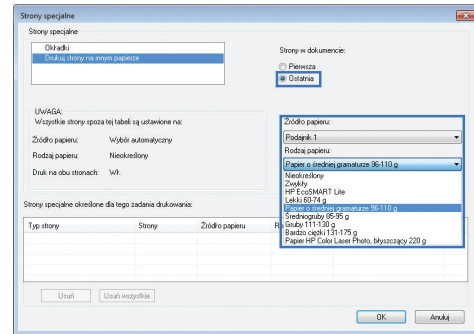 Strony specjalne
Strony specjalne
Okładki
Drukuj strony na innym papierze
Strony w dokumencie:
Pierwsza
Ostatnia
UWAGA:
Wszystkie strony spoza tej tabeli są ustawione na:
Źródło papieru: Wybór automatyczny
Rodzaj papieru: Nieokreślony
Druk na obu stronach: Wł.
Źródło papieru:
Podajnik 1
Rodzaj papieru:
Papier o średniej gramaturze 96-110 g
Nieokreślony
Zwykły
HP EcoSMART Lite
Lekki 60-74 g
Papier o średniej gramaturze 96-110 g
Średniogruby 85-95 g
Gruby 111-130 g
Bardzo ciężki 131-175 g
Papier HP Color Laser Photo, błyszczący 220 g
Strony specjalne określone dla tego zadania drukowania:
Typ strony Strony Źródło papieru
Usuń Usuń wszystkie
OK Anuluj